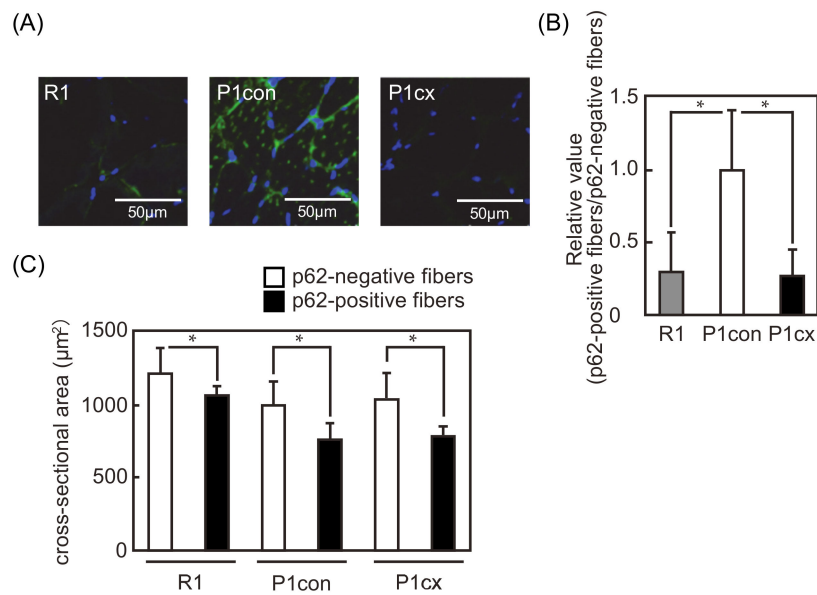 (A)
R1
50μm
P1con
50μm
P1cx
50μm
(B)
Relative value
(p62-positive fibers/p62-negative fibers)
1.5
1.0
0.5
0
*
*
R1
P1con
P1cx
(C)
p62-negative fibers
p62-positive fibers
cross-sectional area (μm²)
1500
1000
500
0
*
*
*
R1
P1con
P1cx